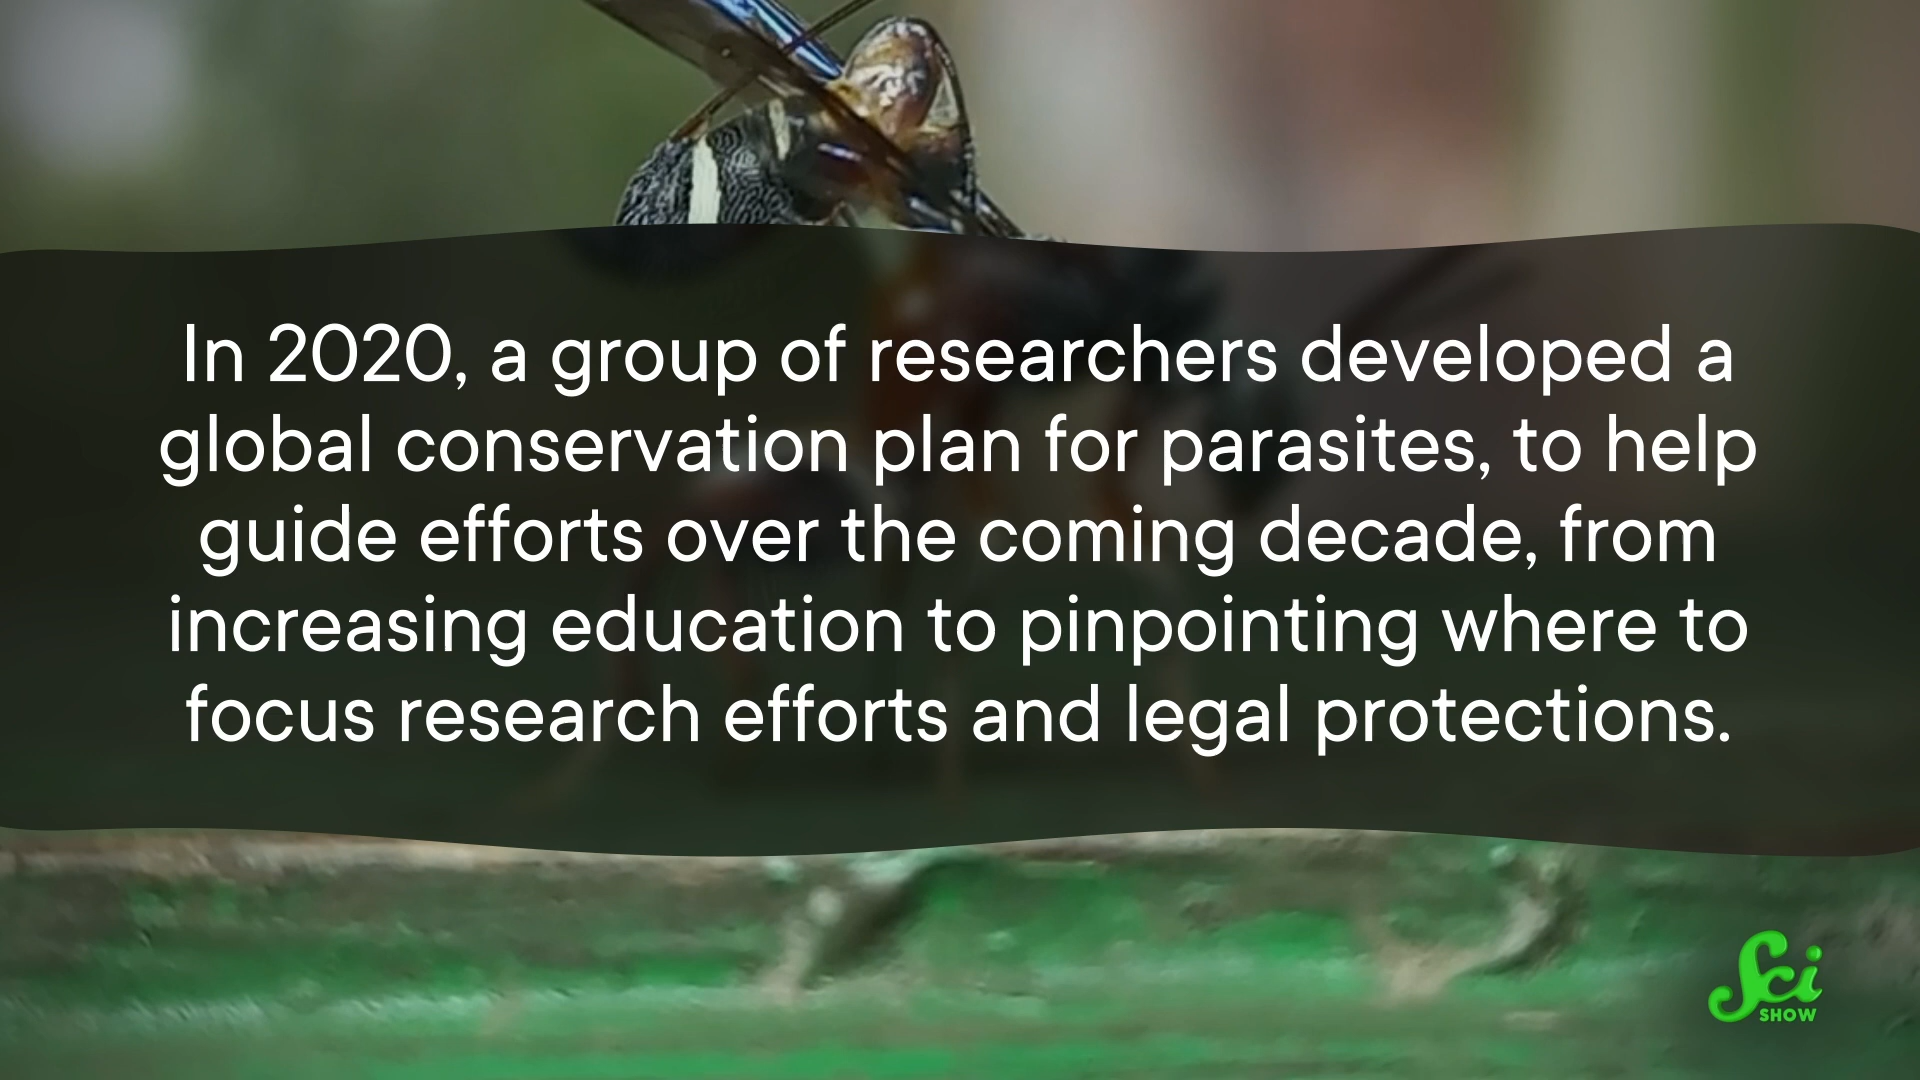 In 2020, a group of researchers developed a
global conservation plan for parasites, to help
guide efforts over the coming decade, from
increasing education to pinpointing where to
focus research efforts and legal protections.
Sci
SHOW